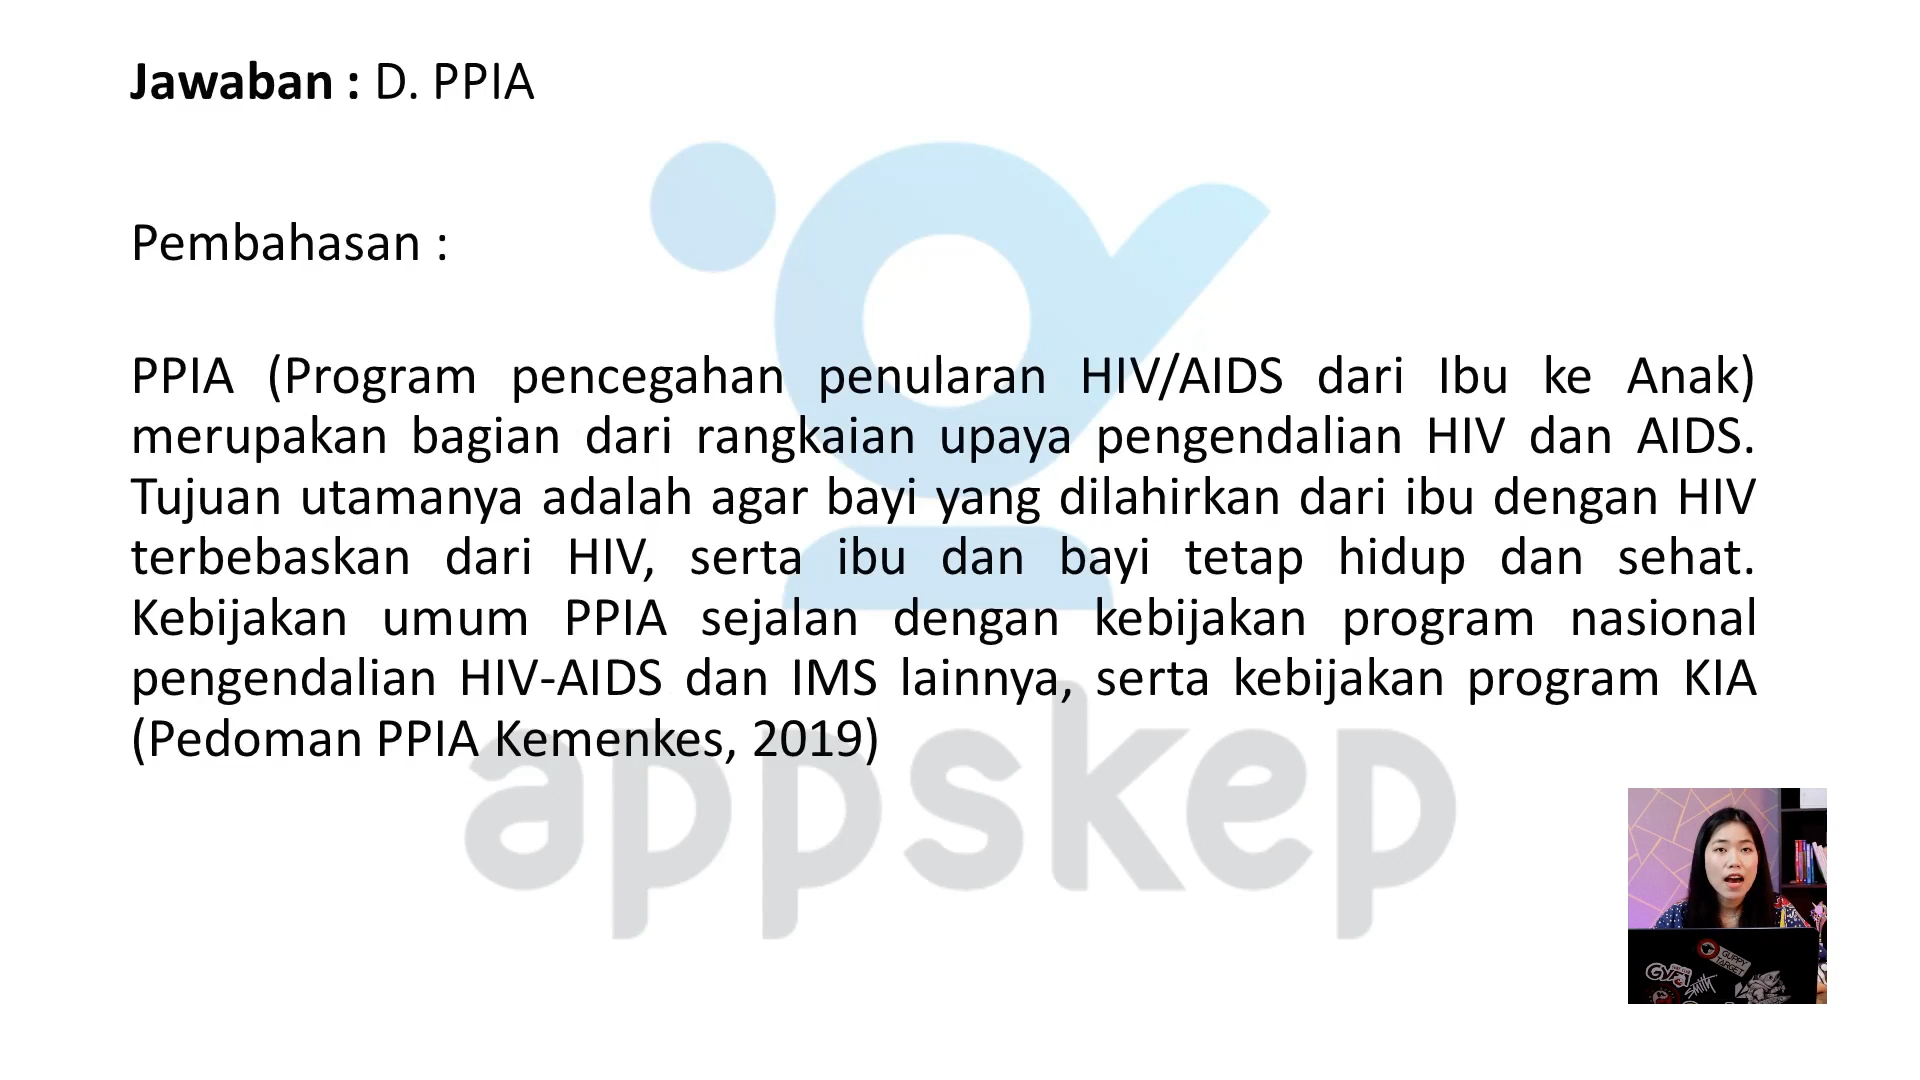 Jawaban : D. PPIA
Pembahasan :
PPIA (Program pencegahan penularan HIV/AIDS dari Ibu ke Anak)
merupakan bagian dari rangkaian upaya pengendalian HIV dan AIDS.
Tujuan utamanya adalah agar bayi yang dilahirkan dari ibu dengan HIV
terbebaskan dari HIV, serta ibu dan bayi tetap hidup dan sehat.
Kebijakan umum PPIA sejalan dengan kebijakan program nasional
pengendalian HIV-AIDS dan IMS lainnya, serta kebijakan program KIA
(Pedoman PPIA Kemenkes, 2019)
appskep
GUPPY
TARGET
SMITH